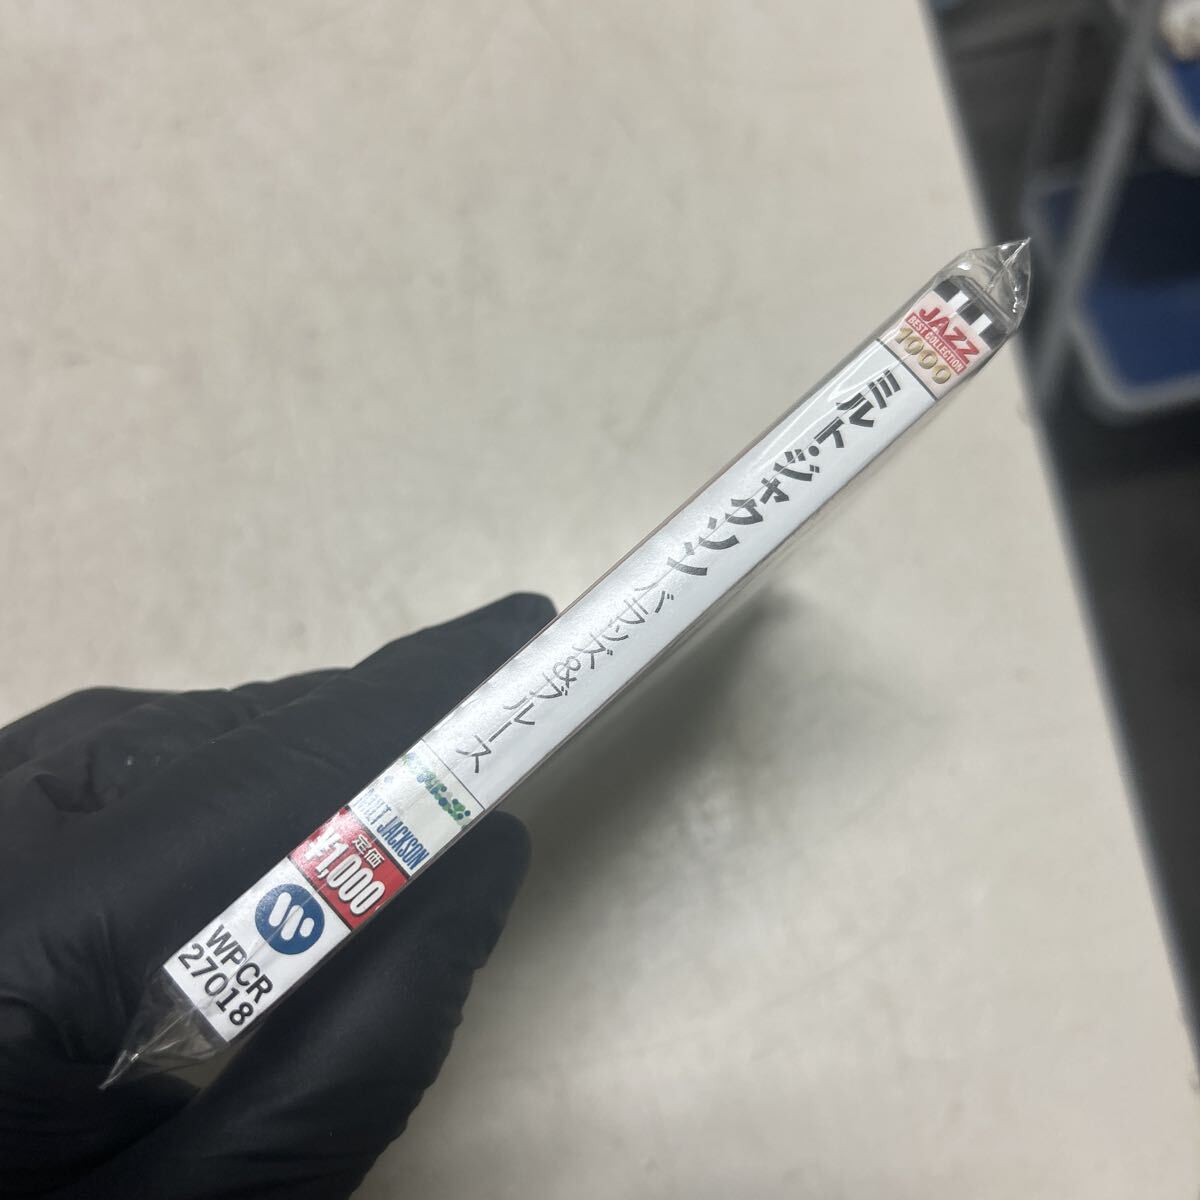 JAZZ
BEST COLLECTION
1000
ミルト・ジャクソン バラッズ&ブルース
MILT JACKSON
定価
¥1,000
WPCR
27018